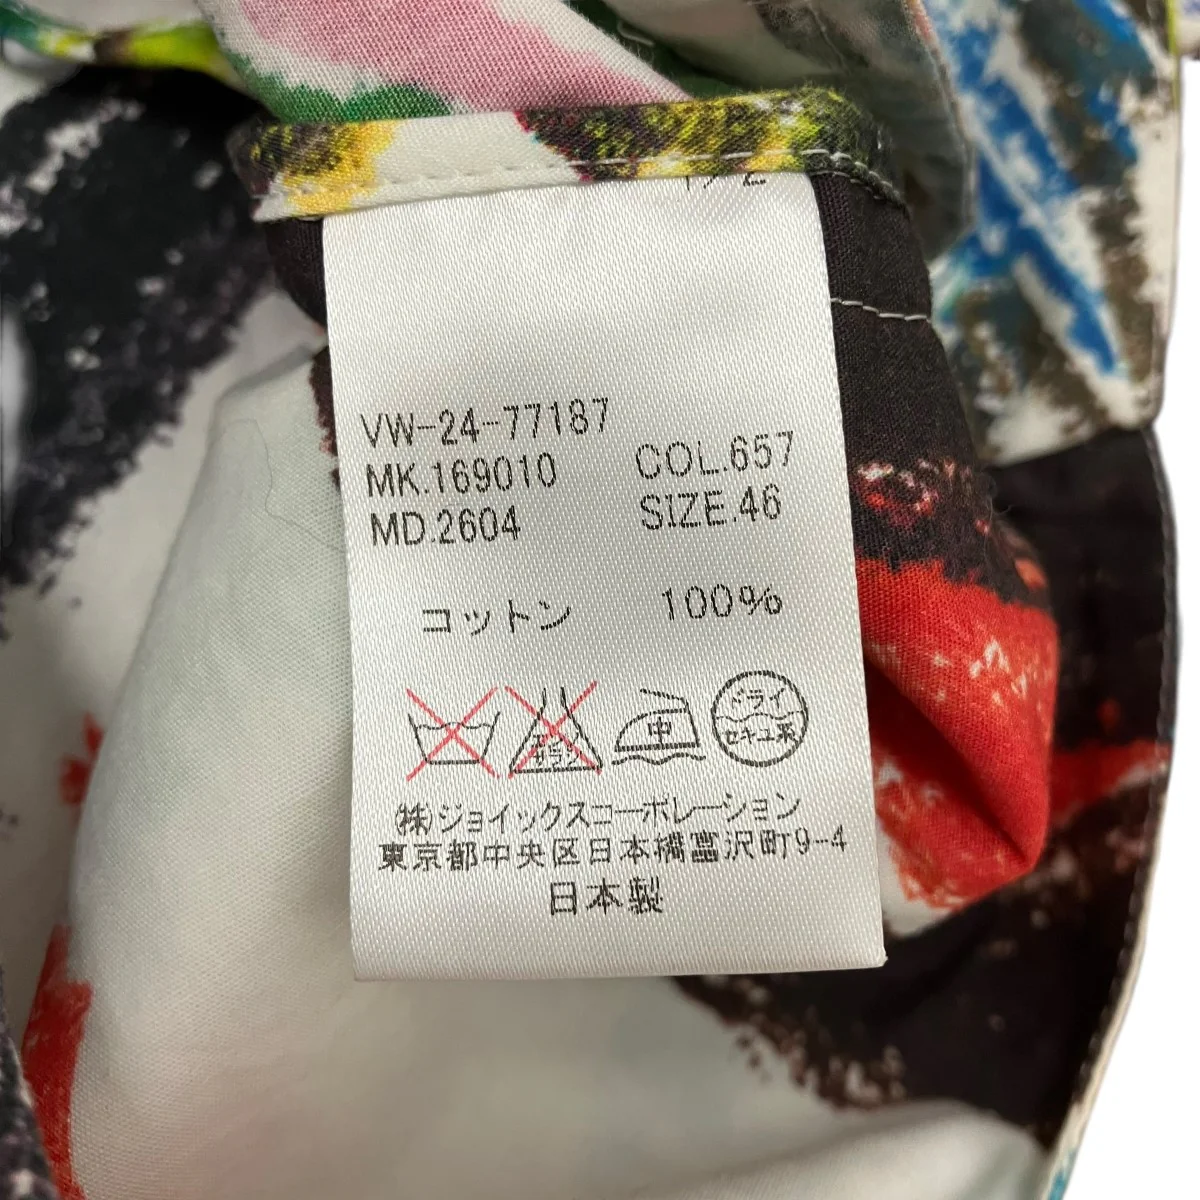 VW-24-77187
MK.169010 COL.657
MD.2604 SIZE.46
コットン 100%
中
ドライ
セキユ系
(株)ジョイックスコーポレーション
東京都中央区日本橋富沢町9-4
日本製